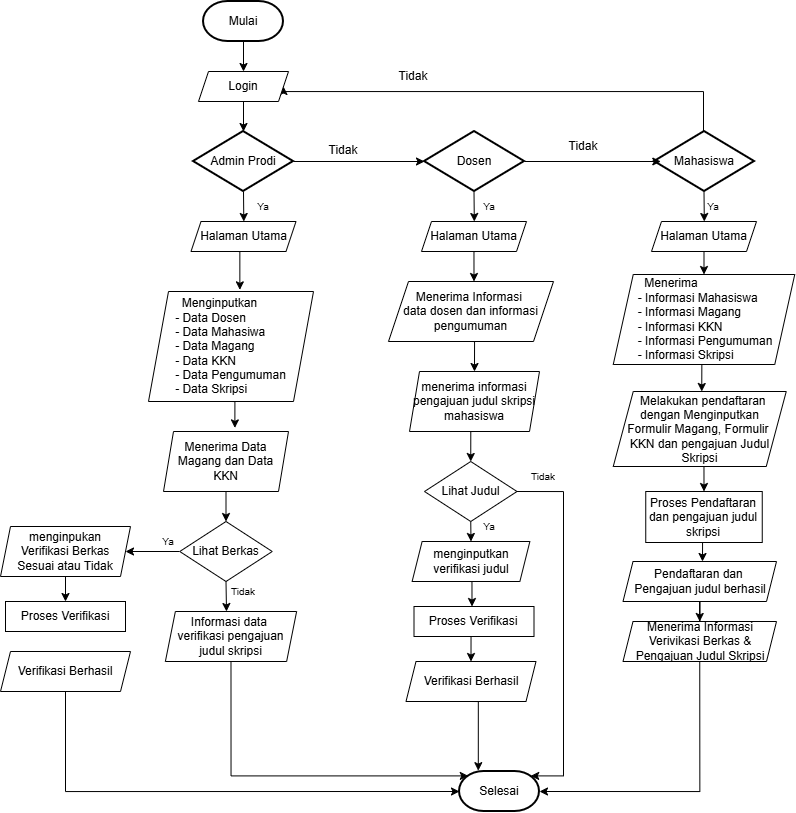 Mulai
Login
Tidak
Admin Prodi
Tidak
Dosen
Tidak
Mahasiswa
Ya
Ya
Ya
Halaman Utama
Halaman Utama
Halaman Utama
Menginputkan
- Data Dosen
- Data Mahasiwa
- Data Magang
- Data KKN
- Data Pengumuman
- Data Skripsi
Menerima Data
Magang dan Data
KKN
Lihat Berkas
Ya
Tidak
menginpukan
Verifikasi Berkas
Sesuai atau Tidak
Proses Verifikasi
Verifikasi Berhasil
Informasi data
verifikasi pengajuan
judul skripsi
Menerima Informasi
data dosen dan informasi
pengumuman
menerima informasi
pengajuan judul skripsi
mahasiswa
Lihat Judul
Tidak
Ya
menginputkan
verifikasi judul
Proses Verifikasi
Verifikasi Berhasil
Menerima
- Informasi Mahasiswa
- Informasi Magang
- Informasi KKN
- Informasi Pengumuman
- Informasi Skripsi
Melakukan pendaftaran
dengan Menginputkan
Formulir Magang, Formulir
KKN dan pengajuan Judul
Skripsi
Proses Pendaftaran
dan pengajuan judul
skripsi
Pendaftaran dan
Pengajuan judul berhasil
Menerima Informasi
Verivikasi Berkas &
Pengajuan Judul Skripsi
Selesai